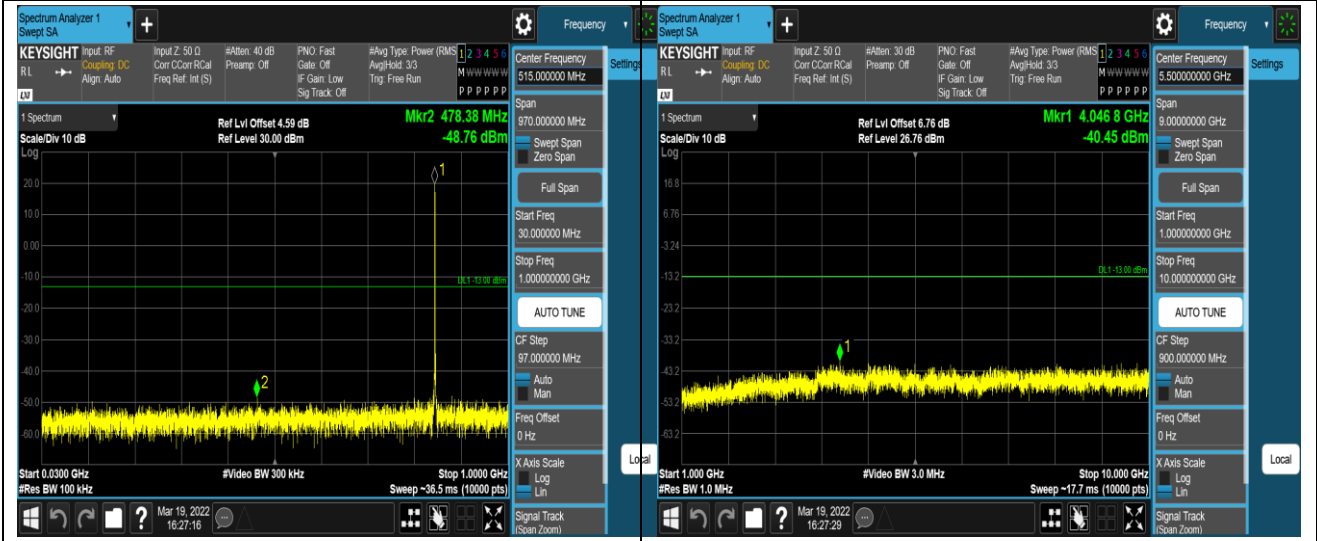 Spectrum Analyzer 1
Swept SA
+
Frequency
KEYSIGHT
RL
LXI
Input: RF
Coupling: DC
Align: Auto
Input Z: 50 Ω
Corr CCorr RCal
Freq Ref: Int (S)
#Atten: 40 dB
Preamp: Off
PNO: Fast
Gate: Off
IF Gain: Low
Sig Track: Off
#Avg Type: Power (RMS
Avg|Hold: 3/3
Trig: Free Run
1 2 3 4 5 6
M W W W W W
P P P P P P
1 Spectrum
Scale/Div 10 dB
Log
Ref Lvl Offset 4.59 dB
Ref Level 30.00 dBm
Mkr2 478.38 MHz
-48.76 dBm
20.0
10.0
0.00
-10.0
-20.0
-30.0
-40.0
-50.0
-60.0
1
2
DL1 -13.00 dBm
Start 0.0300 GHz
#Res BW 100 kHz
#Video BW 300 kHz
Stop 1.0000 GHz
Sweep ~36.5 ms (10000 pts)
Mar 19, 2022
16:27:16
?
Center Frequency
515.000000 MHz
Span
970.000000 MHz
Swept Span
Zero Span
Full Span
Start Freq
30.000000 MHz
Stop Freq
1.000000000 GHz
AUTO TUNE
CF Step
97.000000 MHz
Auto
Man
Freq Offset
0 Hz
X Axis Scale
Log
Lin
Signal Track
(Span Zoom)
Settings
Local
Spectrum Analyzer 1
Swept SA
+
Frequency
KEYSIGHT
RL
LXI
Input: RF
Coupling: DC
Align: Auto
Input Z: 50 Ω
Corr CCorr RCal
Freq Ref: Int (S)
#Atten: 30 dB
Preamp: Off
PNO: Fast
Gate: Off
IF Gain: Low
Sig Track: Off
#Avg Type: Power (RMS
Avg|Hold: 3/3
Trig: Free Run
1 2 3 4 5 6
M W W W W W
P P P P P P
1 Spectrum
Scale/Div 10 dB
Log
Ref Lvl Offset 6.76 dB
Ref Level 26.76 dBm
Mkr1 4.046 8 GHz
-40.45 dBm
16.8
6.76
-3.24
-13.2
-23.2
-33.2
-43.2
-53.2
-63.2
1
DL1 -13.00 dBm
Start 1.000 GHz
#Res BW 1.0 MHz
#Video BW 3.0 MHz
Stop 10.000 GHz
Sweep ~17.7 ms (10000 pts)
Mar 19, 2022
16:27:29
?
Center Frequency
5.500000000 GHz
Span
9.00000000 GHz
Swept Span
Zero Span
Full Span
Start Freq
1.000000000 GHz
Stop Freq
10.000000000 GHz
AUTO TUNE
CF Step
900.000000 MHz
Auto
Man
Freq Offset
0 Hz
X Axis Scale
Log
Lin
Signal Track
(Span Zoom)
Settings
Local